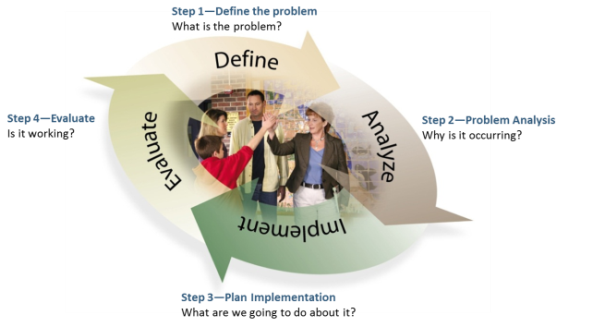 Step 1—Define the problem
What is the problem?
Define
Step 4—Evaluate
Is it working?
Evaluate
Analyze
Step 2—Problem Analysis
Why is it occurring?
Implement
Step 3—Plan Implementation
What are we going to do about it?